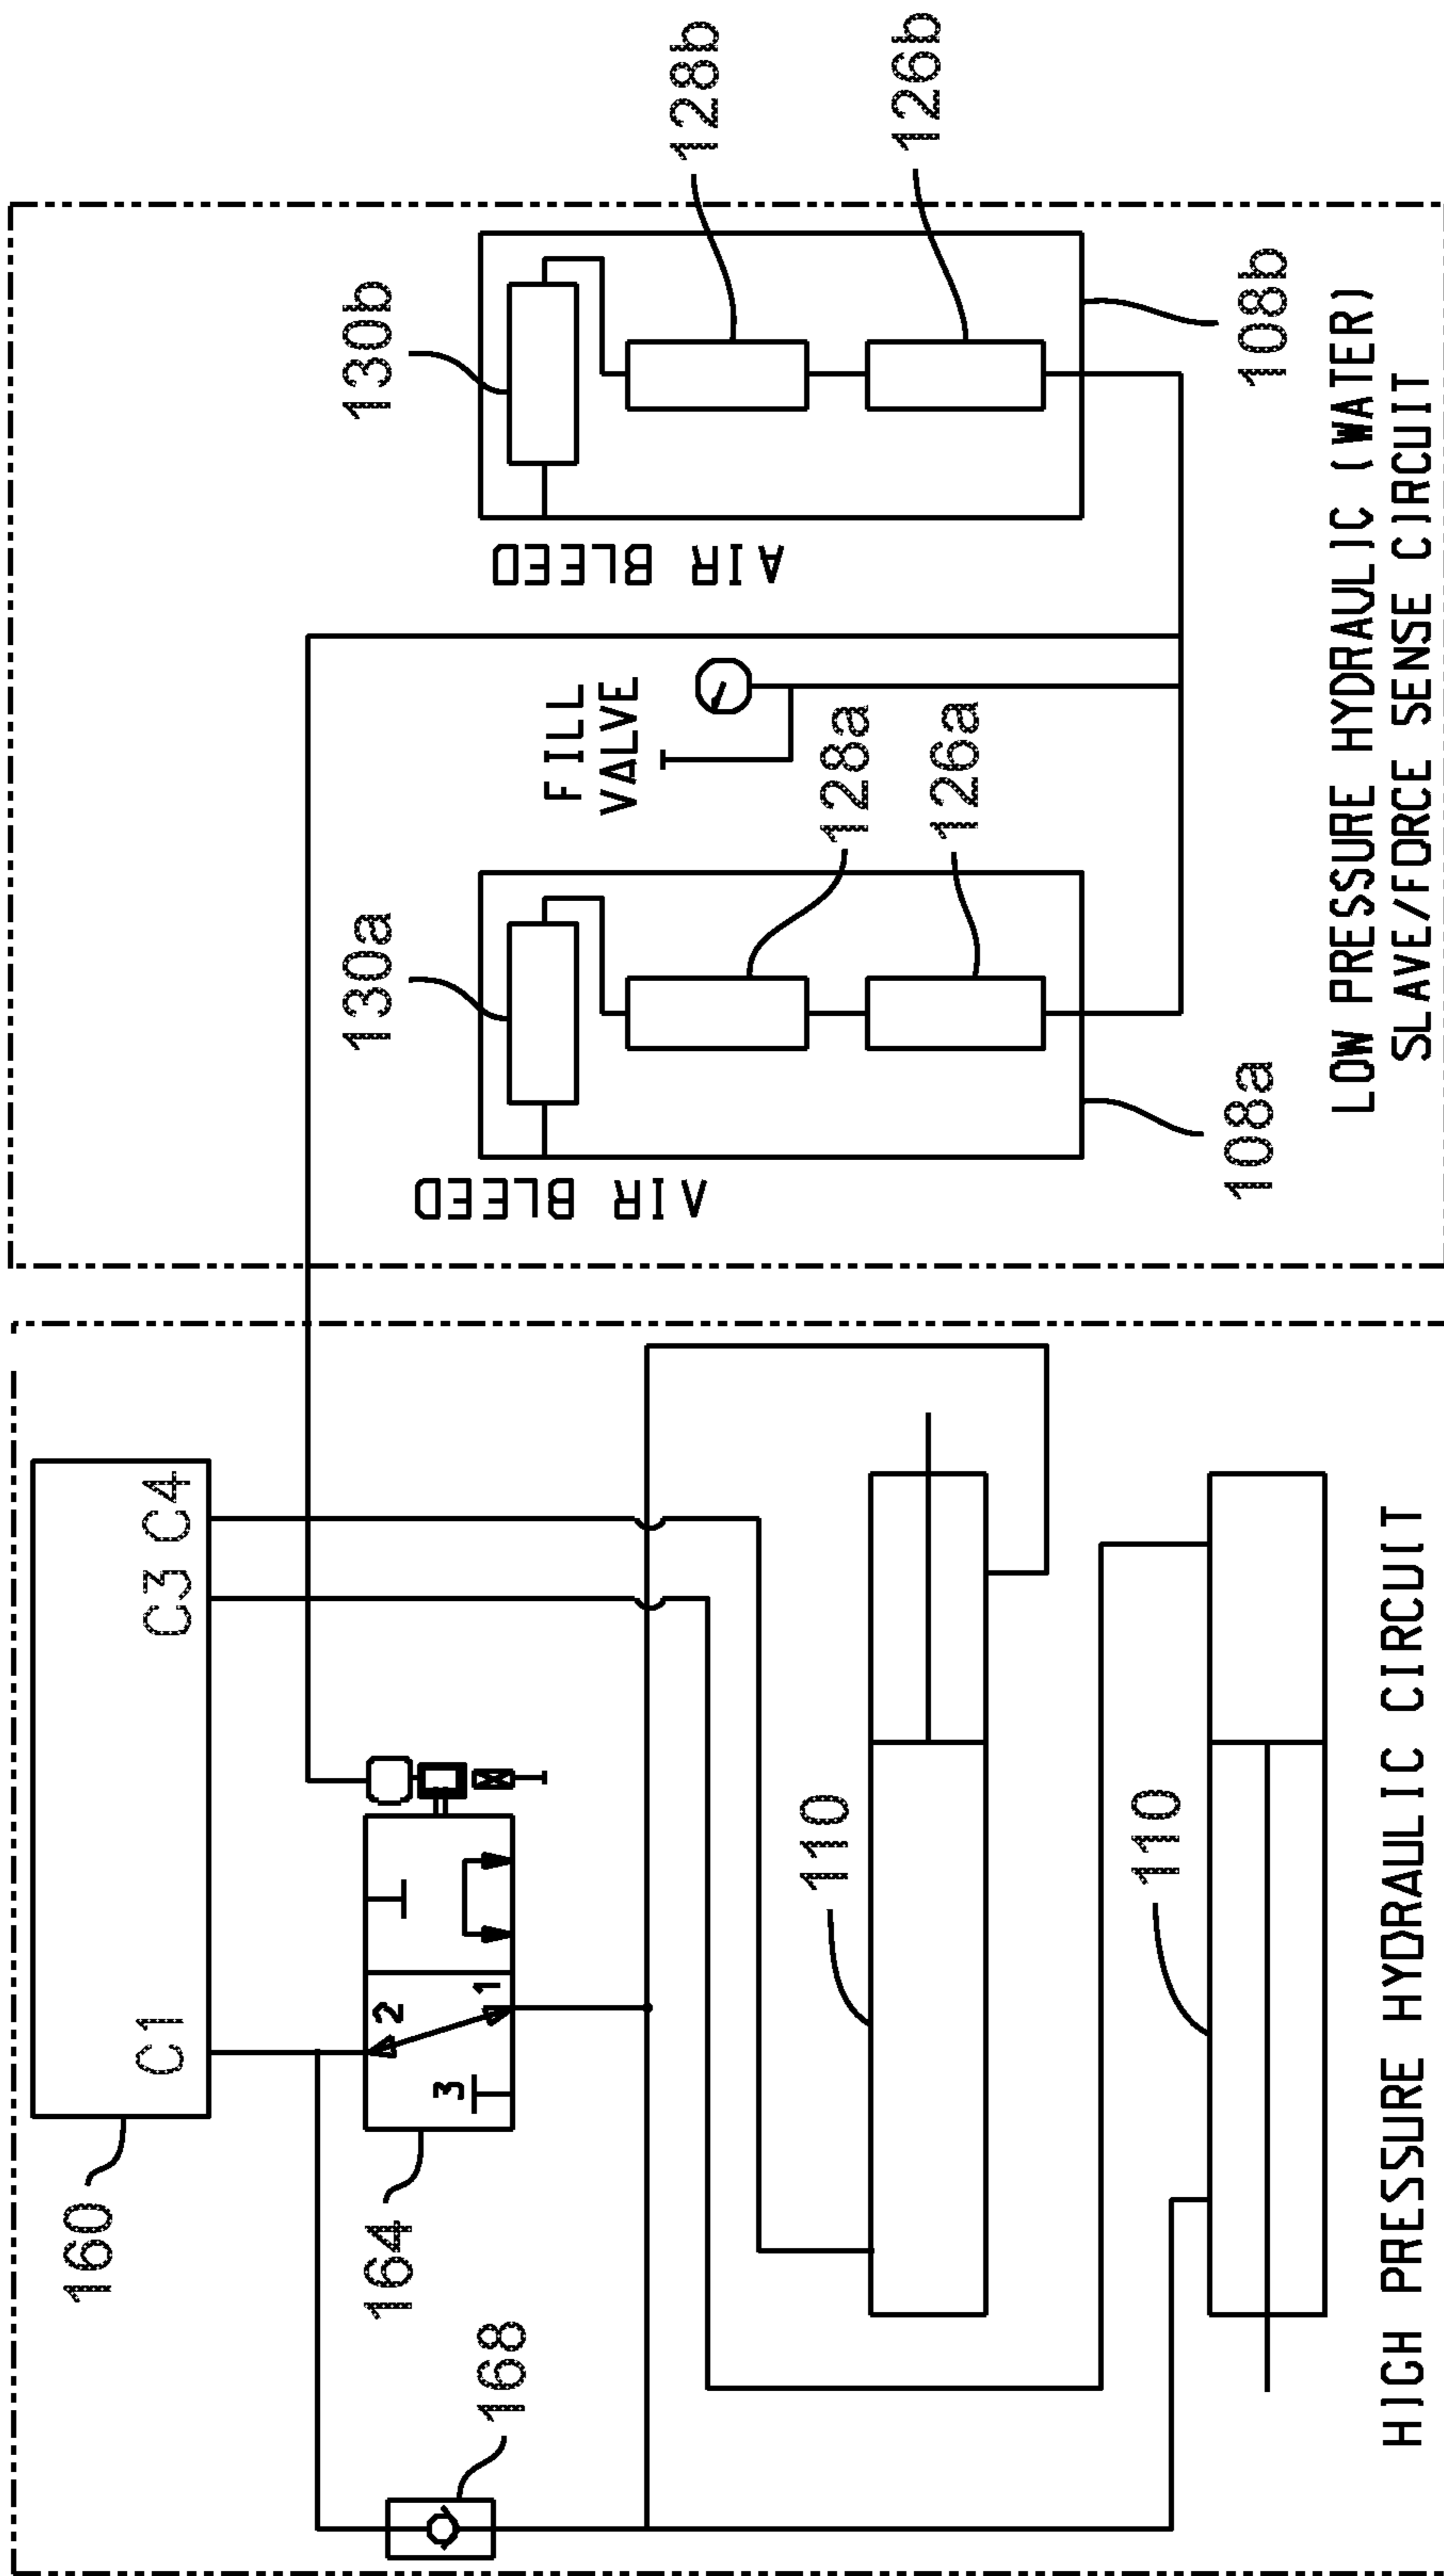 160
C1
C3 C4
164
2
1
3
168
110
110
HIGH PRESSURE HYDRAULIC CIRCUIT
130a
AIR BLEED
128a
126a
108a
FILL
VALVE
130b
AIR BLEED
128b
126b
108b
LOW PRESSURE HYDRAULIC (WATER)
SLAVE/FORCE SENSE CIRCUIT